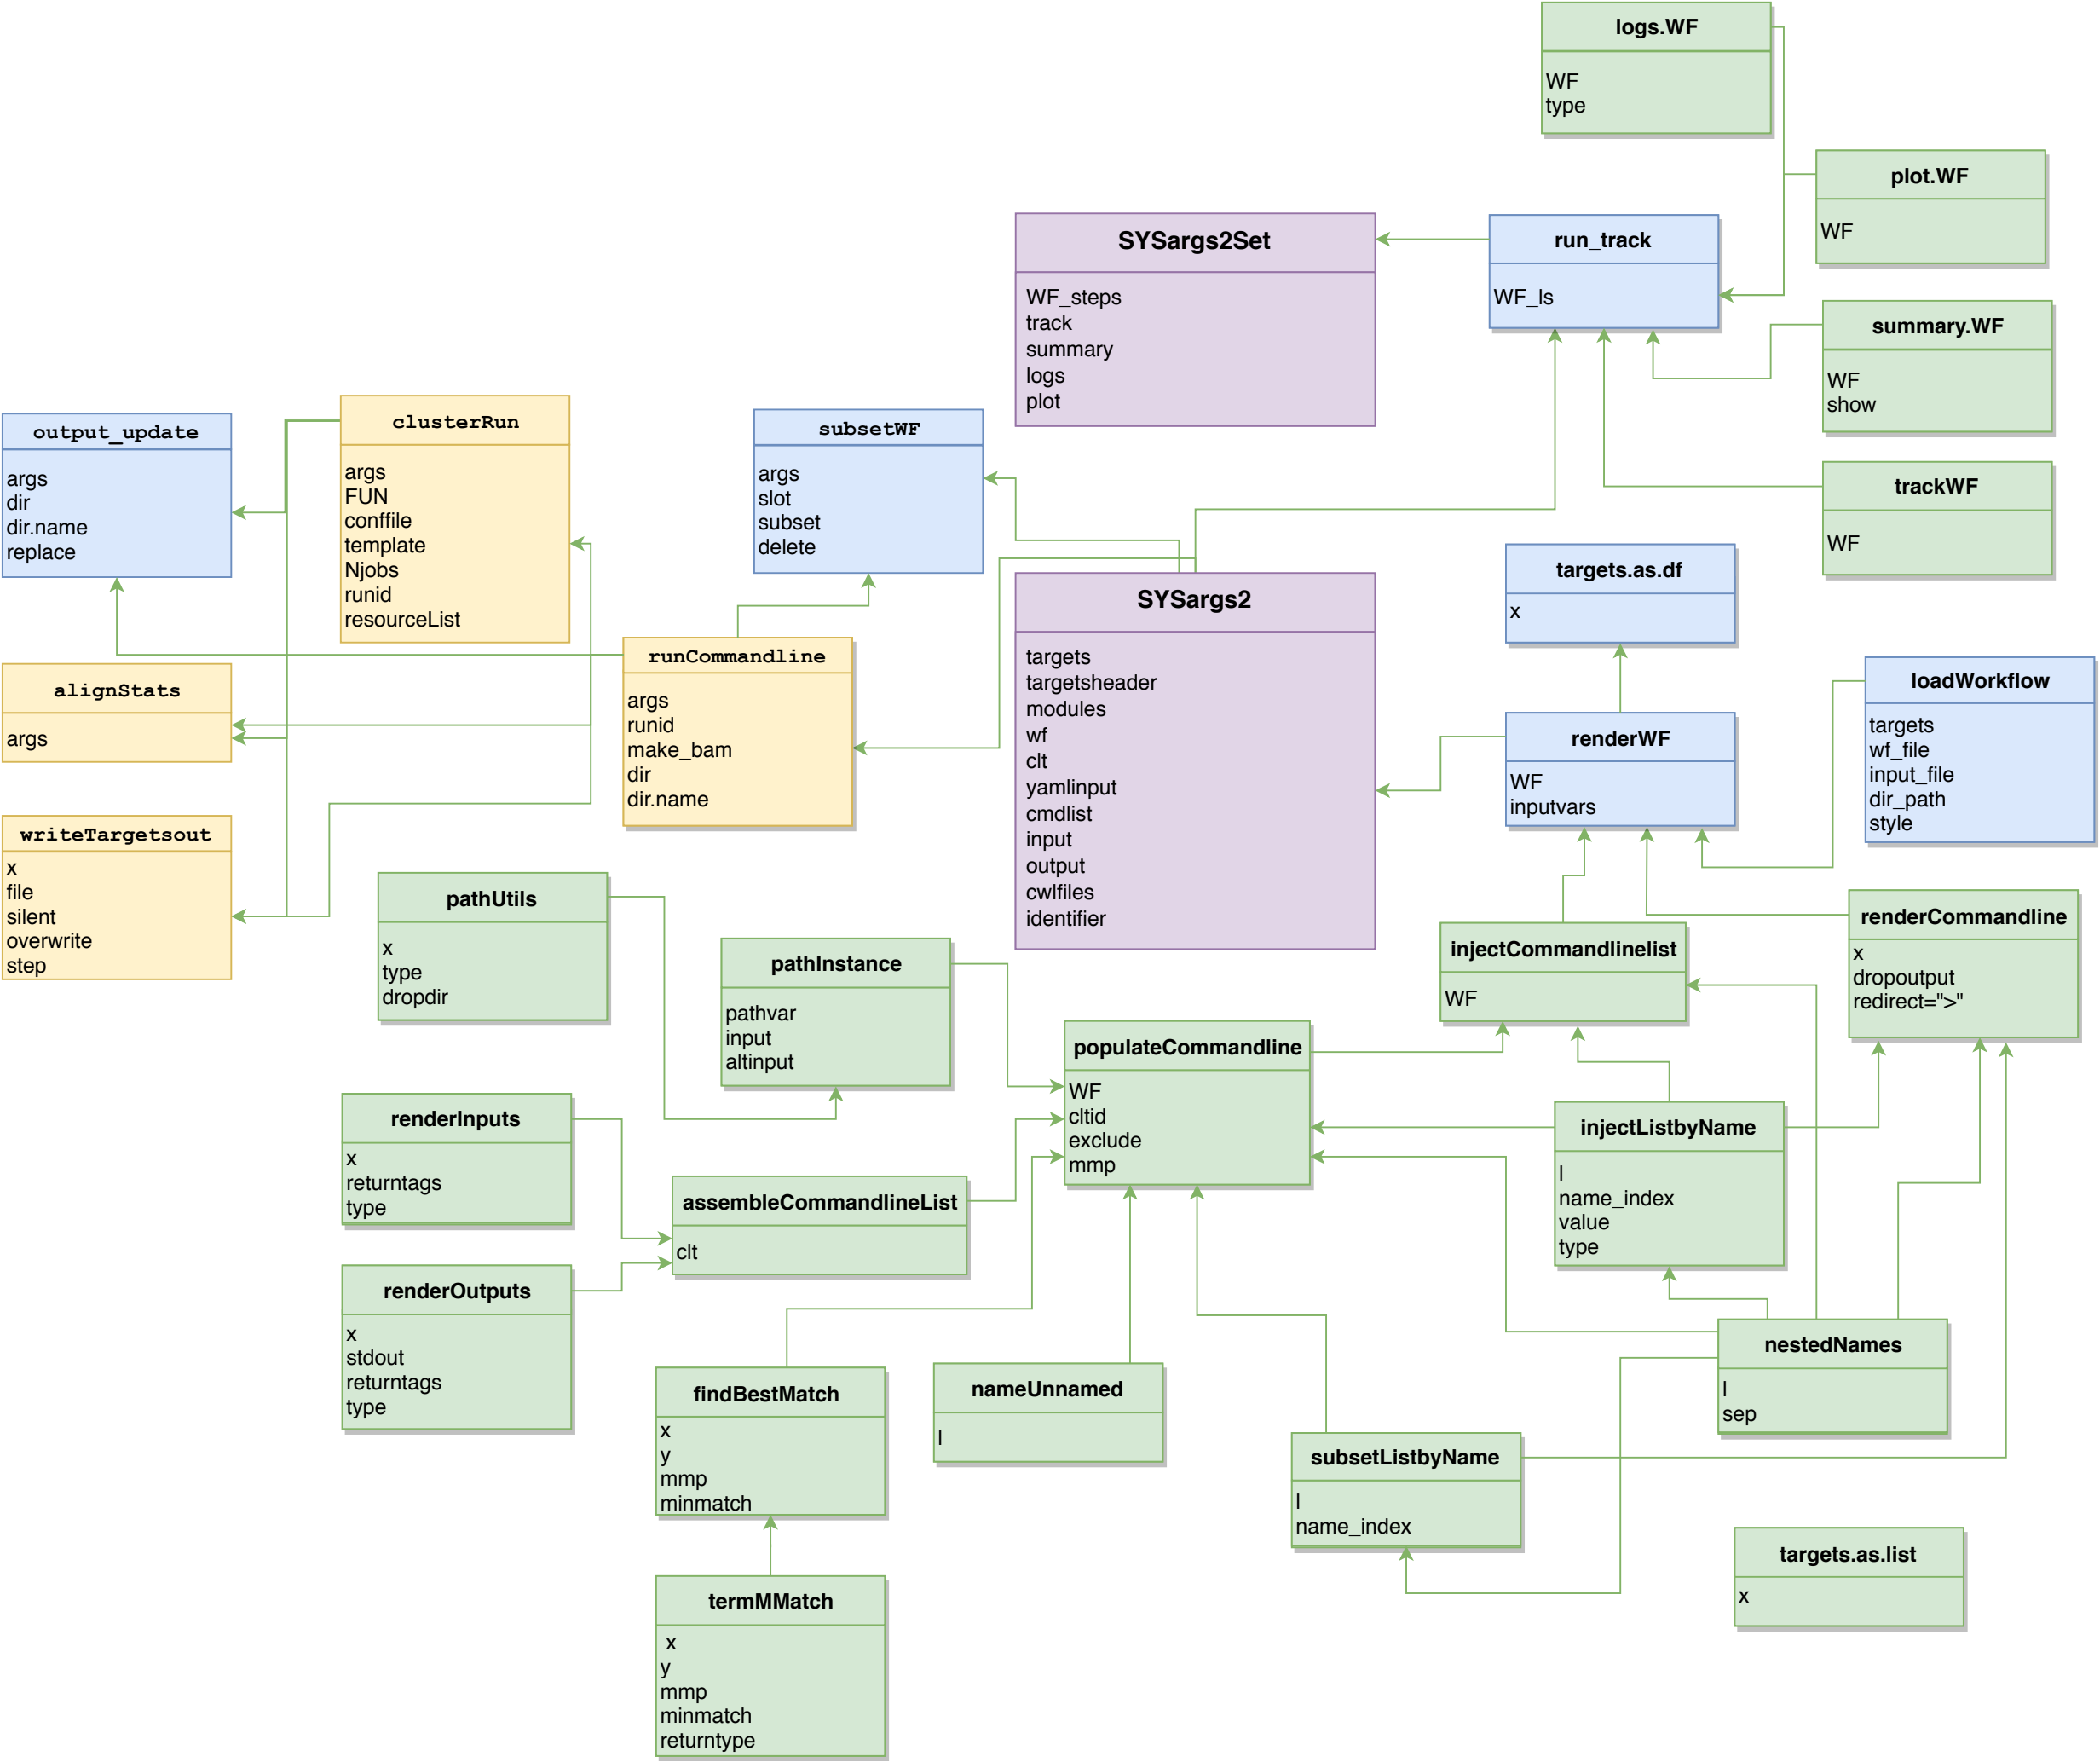 logs.WF
WF
type
plot.WF
WF
SYSargs2Set
WF_steps
track
summary
logs
plot
run_track
WF_ls
summary.WF
WF
show
trackWF
WF
output_update
args
dir
dir.name
replace
clusterRun
args
FUN
conffile
template
Njobs
runid
resourceList
subsetWF
args
slot
subset
delete
SYSargs2
targets
targetsheader
modules
wf
clt
yamlinput
cmdlist
input
output
cwlfiles
identifier
targets.as.df
x
alignStats
args
runCommandline
args
runid
make_bam
dir
dir.name
renderWF
WF
inputvars
loadWorkflow
targets
wf_file
input_file
dir_path
style
writeTargetsout
x
file
silent
overwrite
step
pathUtils
x
type
dropdir
pathInstance
pathvar
input
altinput
injectCommandlinelist
WF
renderCommandline
x
dropoutput
redirect=">"
populateCommandline
WF
cltid
exclude
mmp
renderInputs
x
returntags
type
assembleCommandlineList
clt
injectListbyName
l
name_index
value
type
renderOutputs
x
stdout
returntags
type
findBestMatch
x
y
mmp
minmatch
nameUnnamed
l
nestedNames
l
sep
subsetListbyName
l
name_index
targets.as.list
x
termMMatch
x
y
mmp
minmatch
returntype